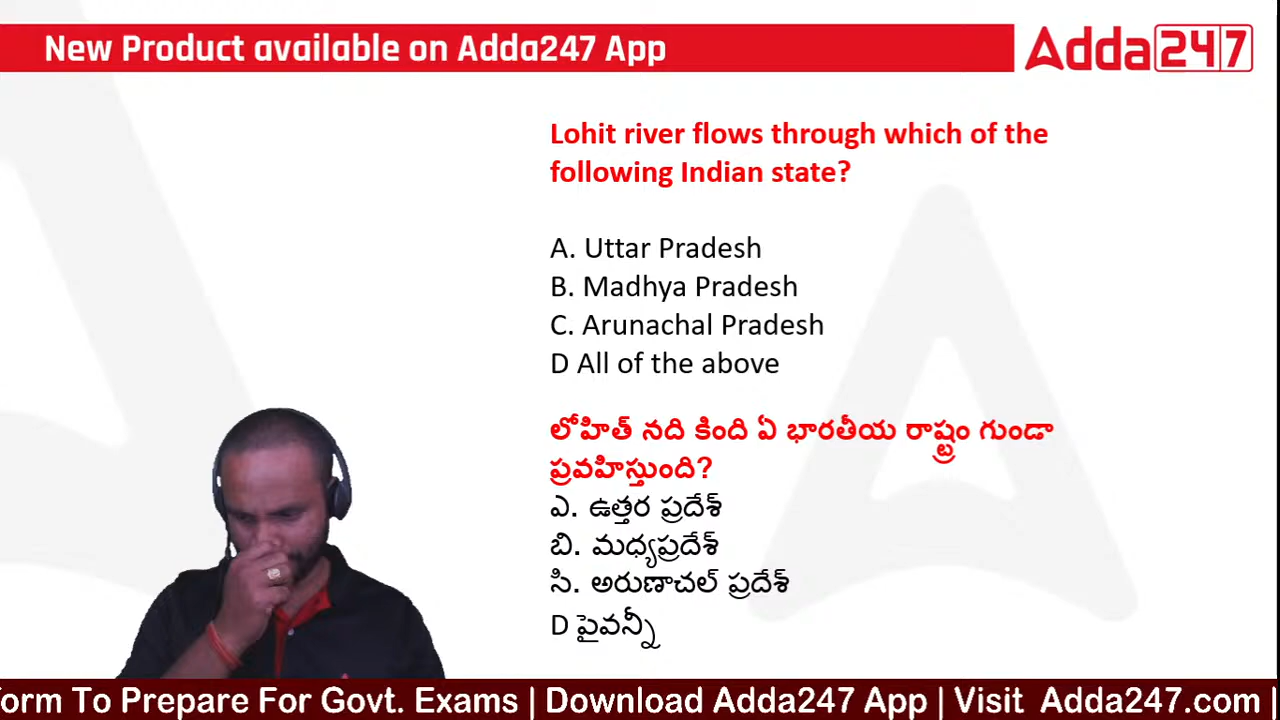 New Product available on Adda247 App
Adda247
Lohit river flows through which of the
following Indian state?
A. Uttar Pradesh
B. Madhya Pradesh
C. Arunachal Pradesh
D All of the above
లోహిత్ నది కింది ఏ భారతీయ రాష్ట్రం గుండా
ప్రవహిస్తుంది?
ఎ. ఉత్తర ప్రదేశ్
బి. మధ్యప్రదేశ్
సి. అరుణాచల్ ప్రదేశ్
D పైవన్నీ
orm To Prepare For Govt. Exams | Download Adda247 App | Visit Adda247.com |